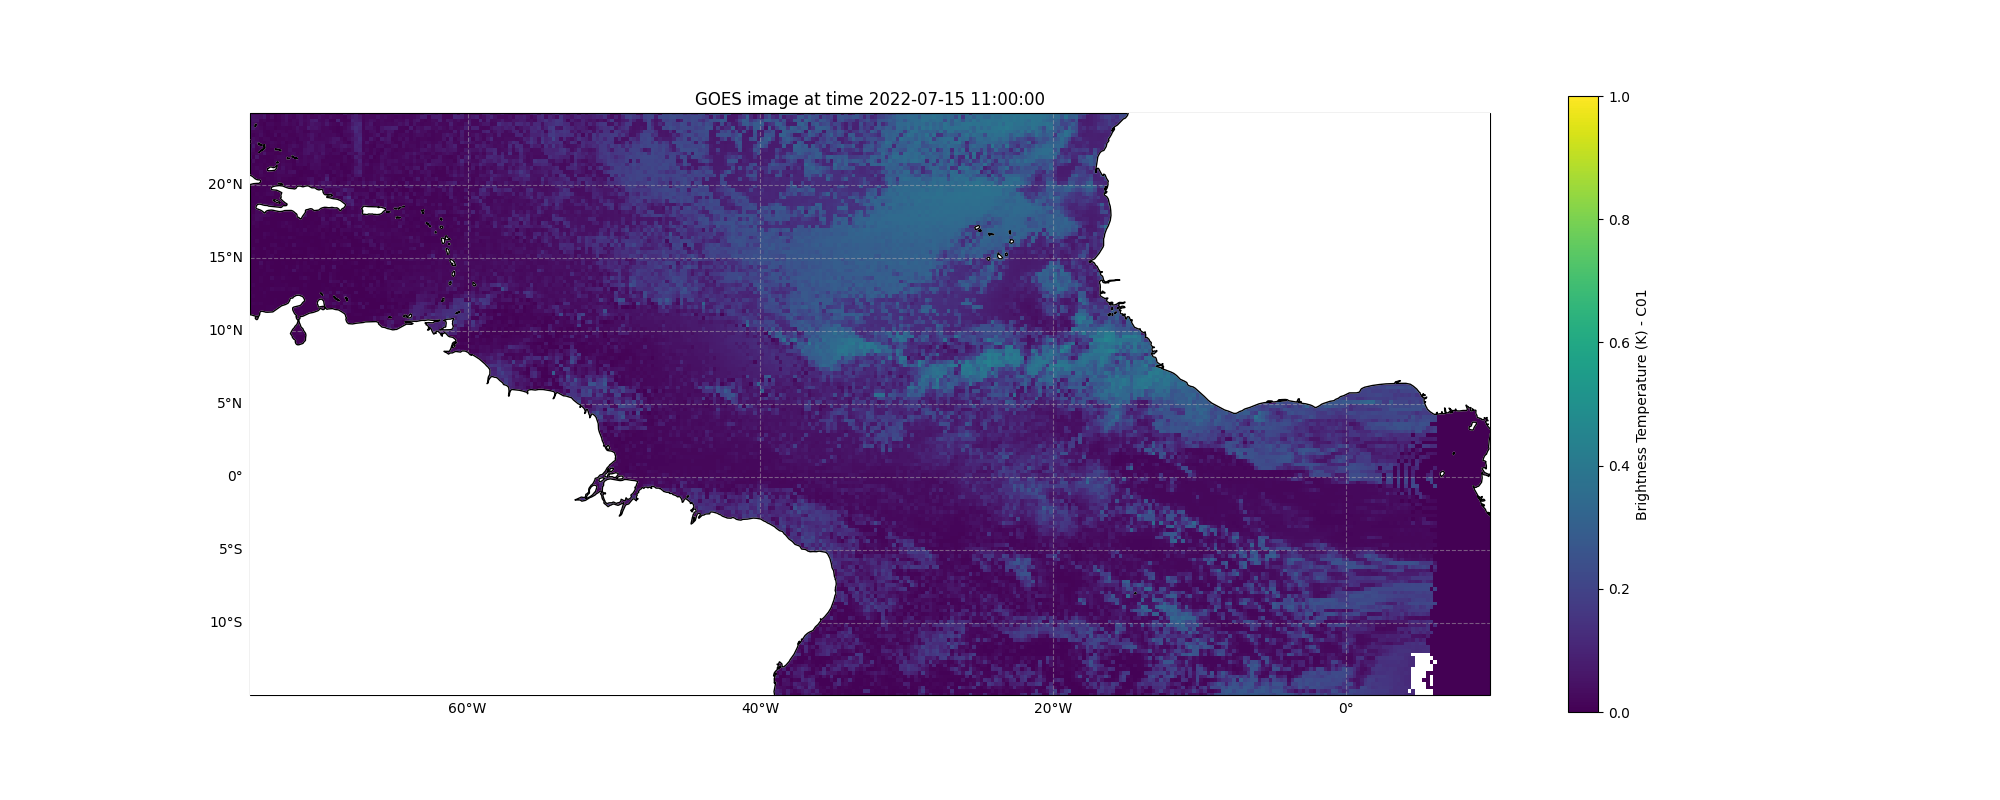 GOES image at time 2022-07-15 11:00:00
20°N
15°N
10°N
5°N
0°
5°S
10°S
60°W
40°W
20°W
0°
1.0
0.8
0.6
0.4
0.2
0.0
Brightness Temperature (K) - C01